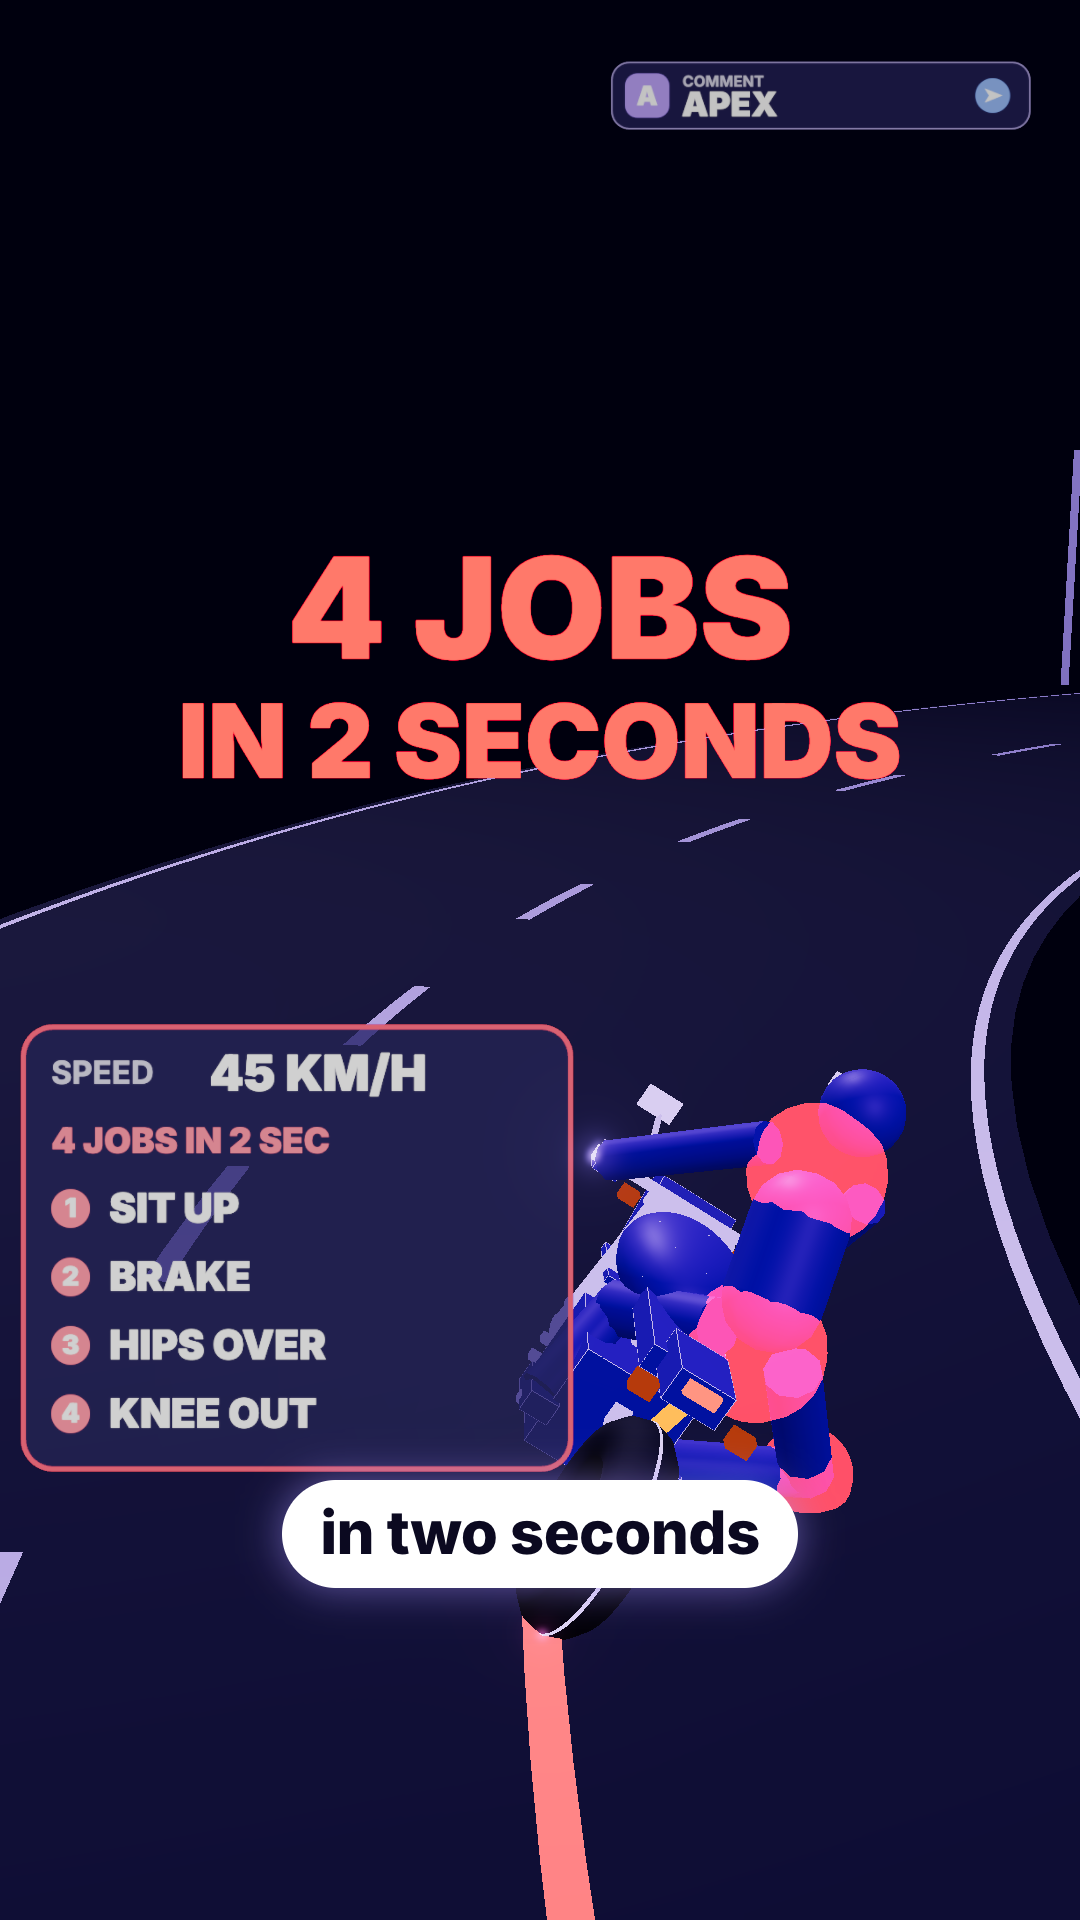 A
COMMENT
APEX
4 JOBS
IN 2 SECONDS
SPEED 45 KM/H
4 JOBS IN 2 SEC
1 SIT UP
2 BRAKE
3 HIPS OVER
4 KNEE OUT
in two seconds